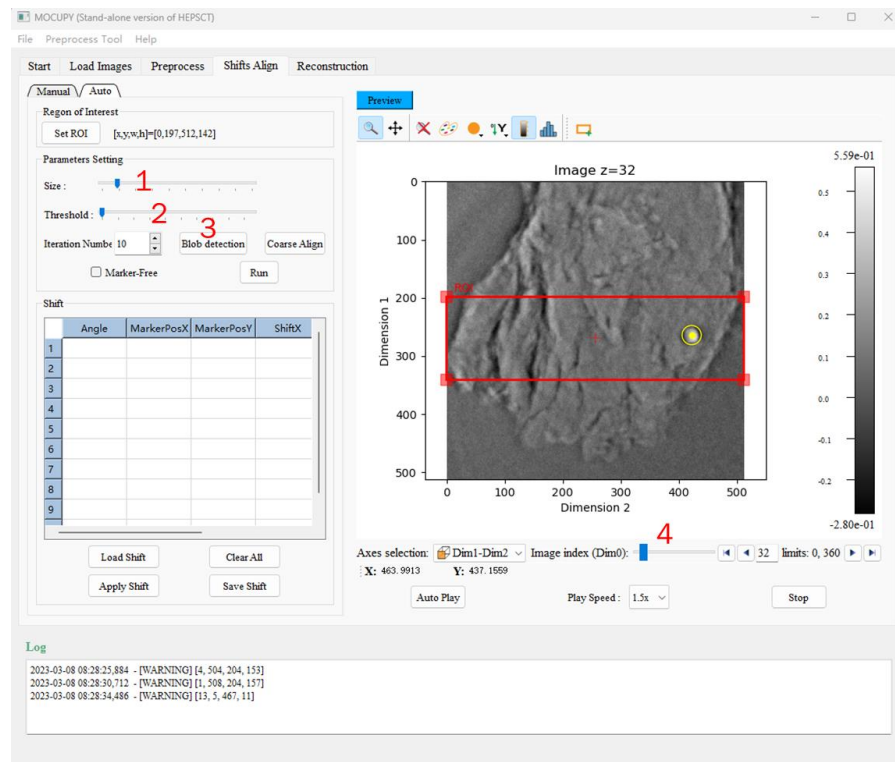 MOCUPY (Stand-alone version of HEPSCT)
File Preprocess Tool Help
Start Load Images Preprocess Shifts Align Reconstruction
Manual Auto
Regon of Interest
Set ROI [x,y,w,h]=[0,197,512,142]
Parameters Setting
Size : 1
Threshold : 2
3
Iteration Numbe 10 Blob detection Coarse Align
Marker-Free Run
Shift
Angle MarkerPosX MarkerPosY ShiftX
1
2
3
4
5
6
7
8
9
Load Shift Clear All
Apply Shift Save Shift
Preview
Image z=32
5.59e-01
0.5
0.4
0.3
0.2
0.1
0.0
-0.1
-0.2
-2.80e-01
Dimension 1
0
100
200
300
400
500
ROI
0 100 200 300 400 500
Dimension 2
4
Axes selection: Dim1-Dim2 Image index (Dim0): 32 limits: 0, 360
X: 463.9913 Y: 437.1559
Auto Play Play Speed : 1.5x Stop
Log
2023-03-08 08:28:25,884 - [WARNING] [4, 504, 204, 153]
2023-03-08 08:28:30,712 - [WARNING] [1, 508, 204, 157]
2023-03-08 08:28:34,486 - [WARNING] [13, 5, 467, 11]